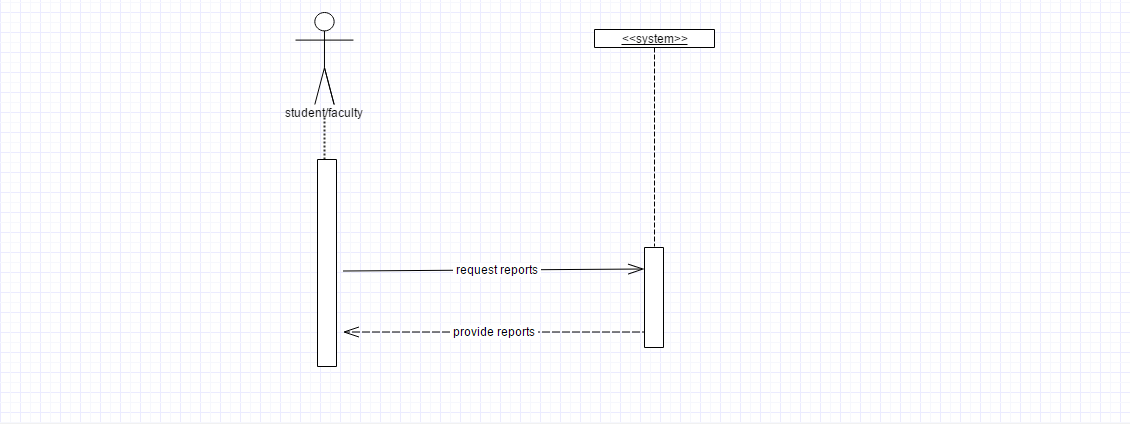 <<system>>
student/faculty
request reports
provide reports